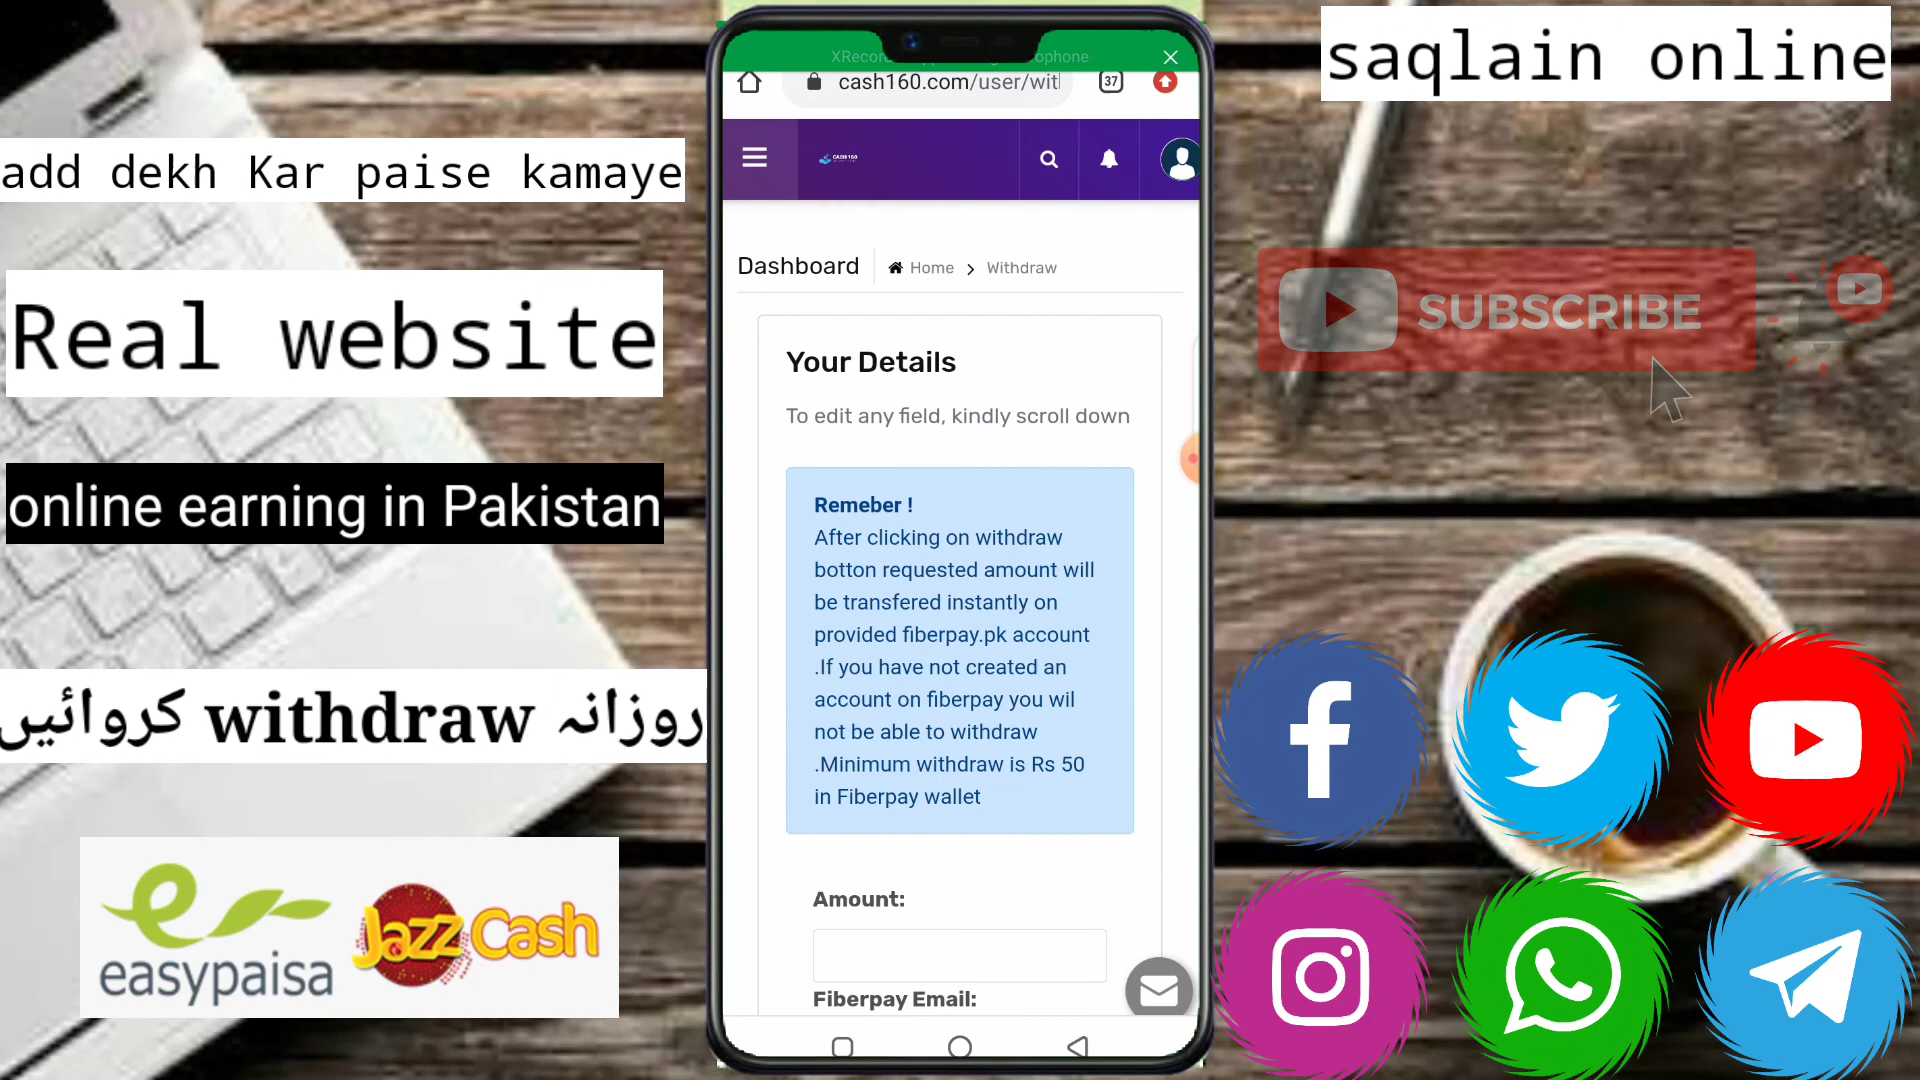 saqlain online
add dekh Kar paise kamaye
Real website
online earning in Pakistan
روزانہ withdraw کروائیں
easypaisa
JazzCash
SUBSCRIBE
cash160.com/user/wit
37
CASH 160
Dashboard
Home
Withdraw
Your Details
To edit any field, kindly scroll down
Remeber !
After clicking on withdraw
botton requested amount will
be transfered instantly on
provided fiberpay.pk account
.If you have not created an
account on fiberpay you wil
not be able to withdraw
.Minimum withdraw is Rs 50
in Fiberpay wallet
Amount:
Fiberpay Email: